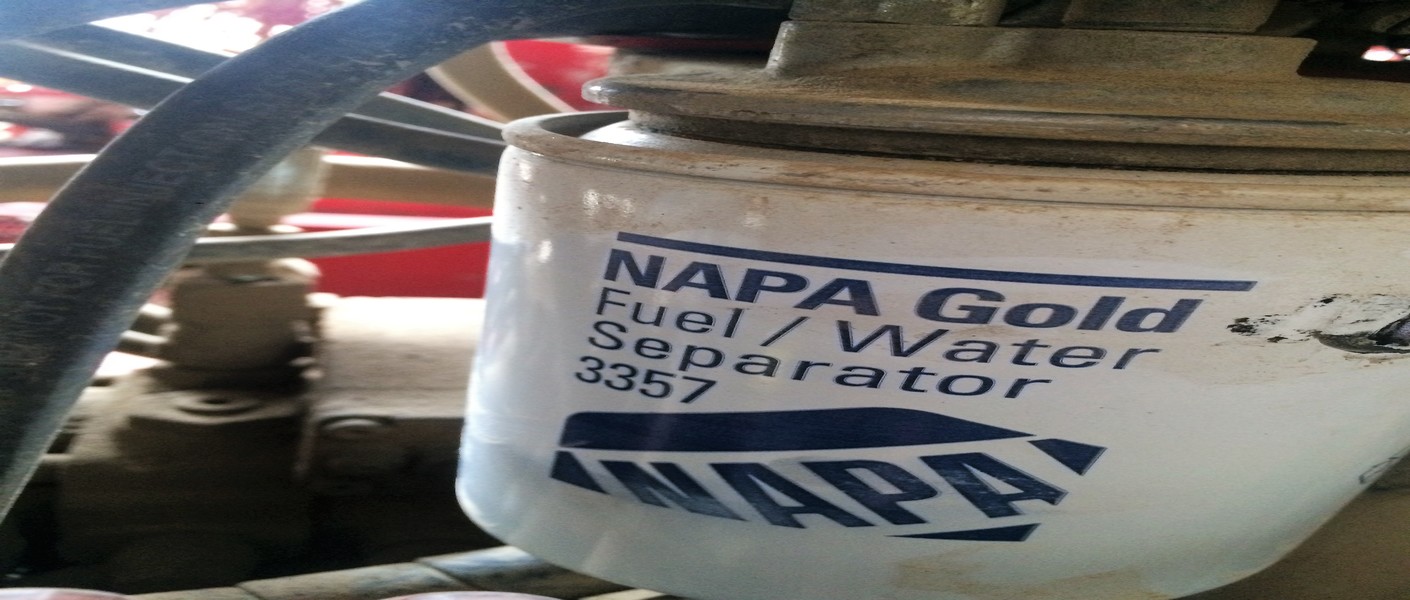 NAPA Gold
Fuel / Water
Separator
3357
NAPA